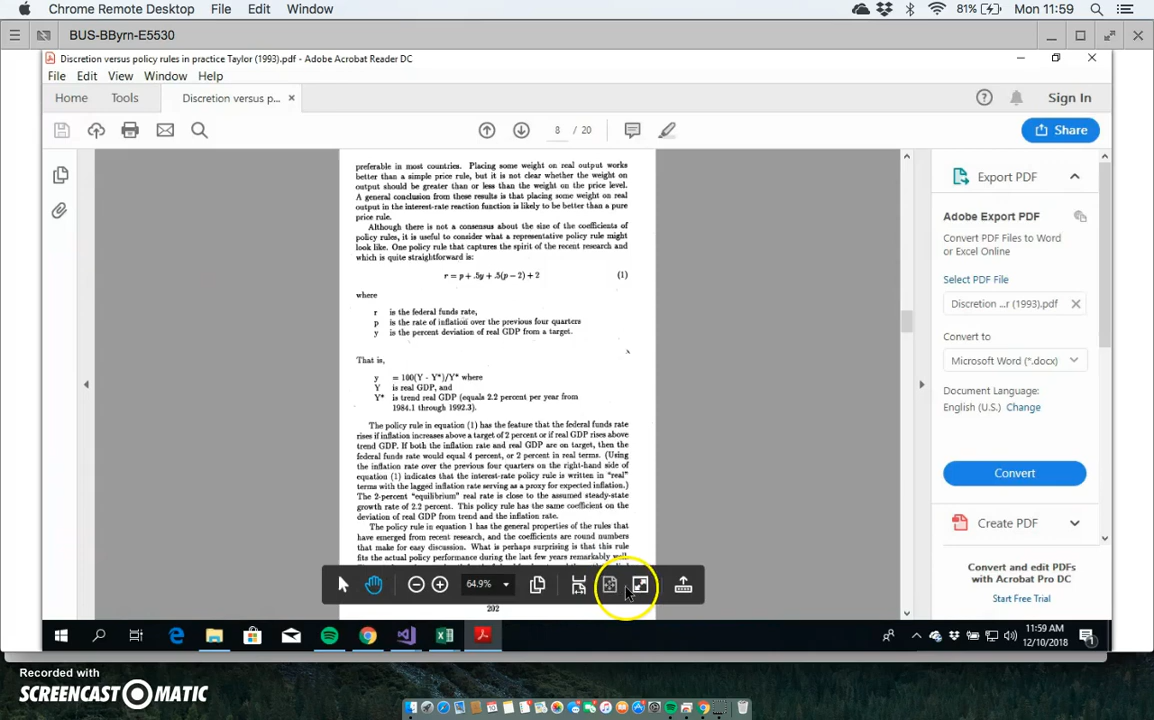 Chrome Remote Desktop File Edit Window 81% Mon 11:59
BUS-BByrn-E5530
Discretion versus policy rules in practice Taylor (1993).pdf - Adobe Acrobat Reader DC
File Edit View Window Help
Home Tools Discretion versus p... × Sign In
8 / 20 Share
preferable in most countries. Placing some weight on real output works
better than a simple price rule, but it is not clear whether the weight on
output should be greater than or less than the weight on the price level.
A general conclusion from these results is that placing some weight on real
output in the interest-rate reaction function is likely to be better than a pure
price rule.
Although there is not a consensus about the size of the coefficients of
policy rules, it is useful to consider what a representative policy rule might
look like. One policy rule that captures the spirit of the recent research and
which is quite straightforward is:
r = p + .5y + .5(p − 2) + 2 (1)
where
r is the federal funds rate,
p is the rate of inflation over the previous four quarters
y is the percent deviation of real GDP from a target.
That is,
y = 100(Y - Y*)/Y* where
Y is real GDP, and
Y* is trend real GDP (equals 2.2 percent per year from
1984.1 through 1992.3).
The policy rule in equation (1) has the feature that the federal funds rate
rises if inflation increases above a target of 2 percent or if real GDP rises above
trend GDP. If both the inflation rate and real GDP are on target, then the
federal funds rate would equal 4 percent, or 2 percent in real terms. (Using
the inflation rate over the previous four quarters on the right-hand side of
equation (1) indicates that the interest-rate policy rule is written in "real"
terms with the lagged inflation rate serving as a proxy for expected inflation.)
The 2-percent "equilibrium" real rate is close to the assumed steady-state
growth rate of 2.2 percent. This policy rule has the same coefficient on the
deviation of real GDP from trend and the inflation rate.
The policy rule in equation 1 has the general properties of the rules that
have emerged from recent research, and the coefficients are round numbers
that make for easy discussion. What is perhaps surprising is that this rule
fits the actual policy performance during the last few years remarkably well.
64.9%
202
Export PDF
Adobe Export PDF
Convert PDF Files to Word
or Excel Online
Select PDF File
Discretion ...r (1993).pdf ×
Convert to
Microsoft Word (*.docx)
Document Language:
English (U.S.) Change
Convert
Create PDF
Convert and edit PDFs
with Acrobat Pro DC
Start Free Trial
11:59 AM
12/10/2018
1
Recorded with
SCREENCAST-O-MATIC